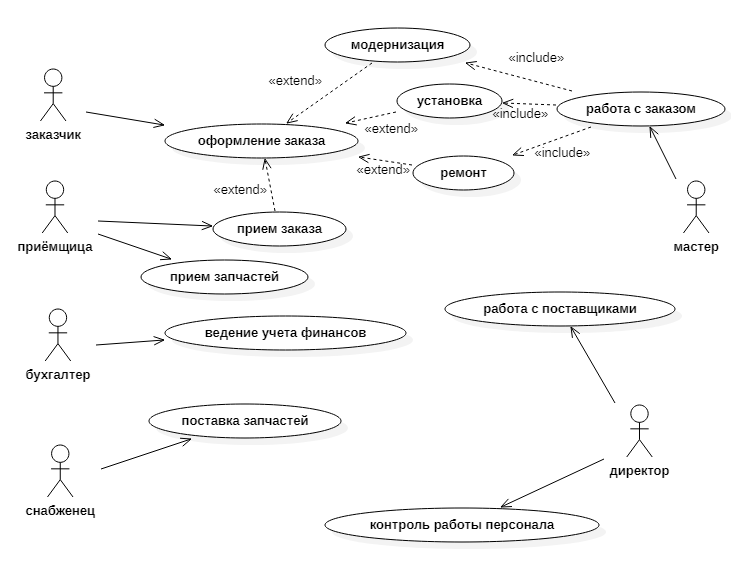 модернизация
«include»
«extend»
установка
работа с заказом
«include»
заказчик
оформление заказа
«extend»
«include»
«extend»
ремонт
«extend»
приёмщица
прием заказа
мастер
прием запчастей
работа с поставщиками
ведение учета финансов
бухгалтер
поставка запчастей
директор
снабженец
контроль работы персонала